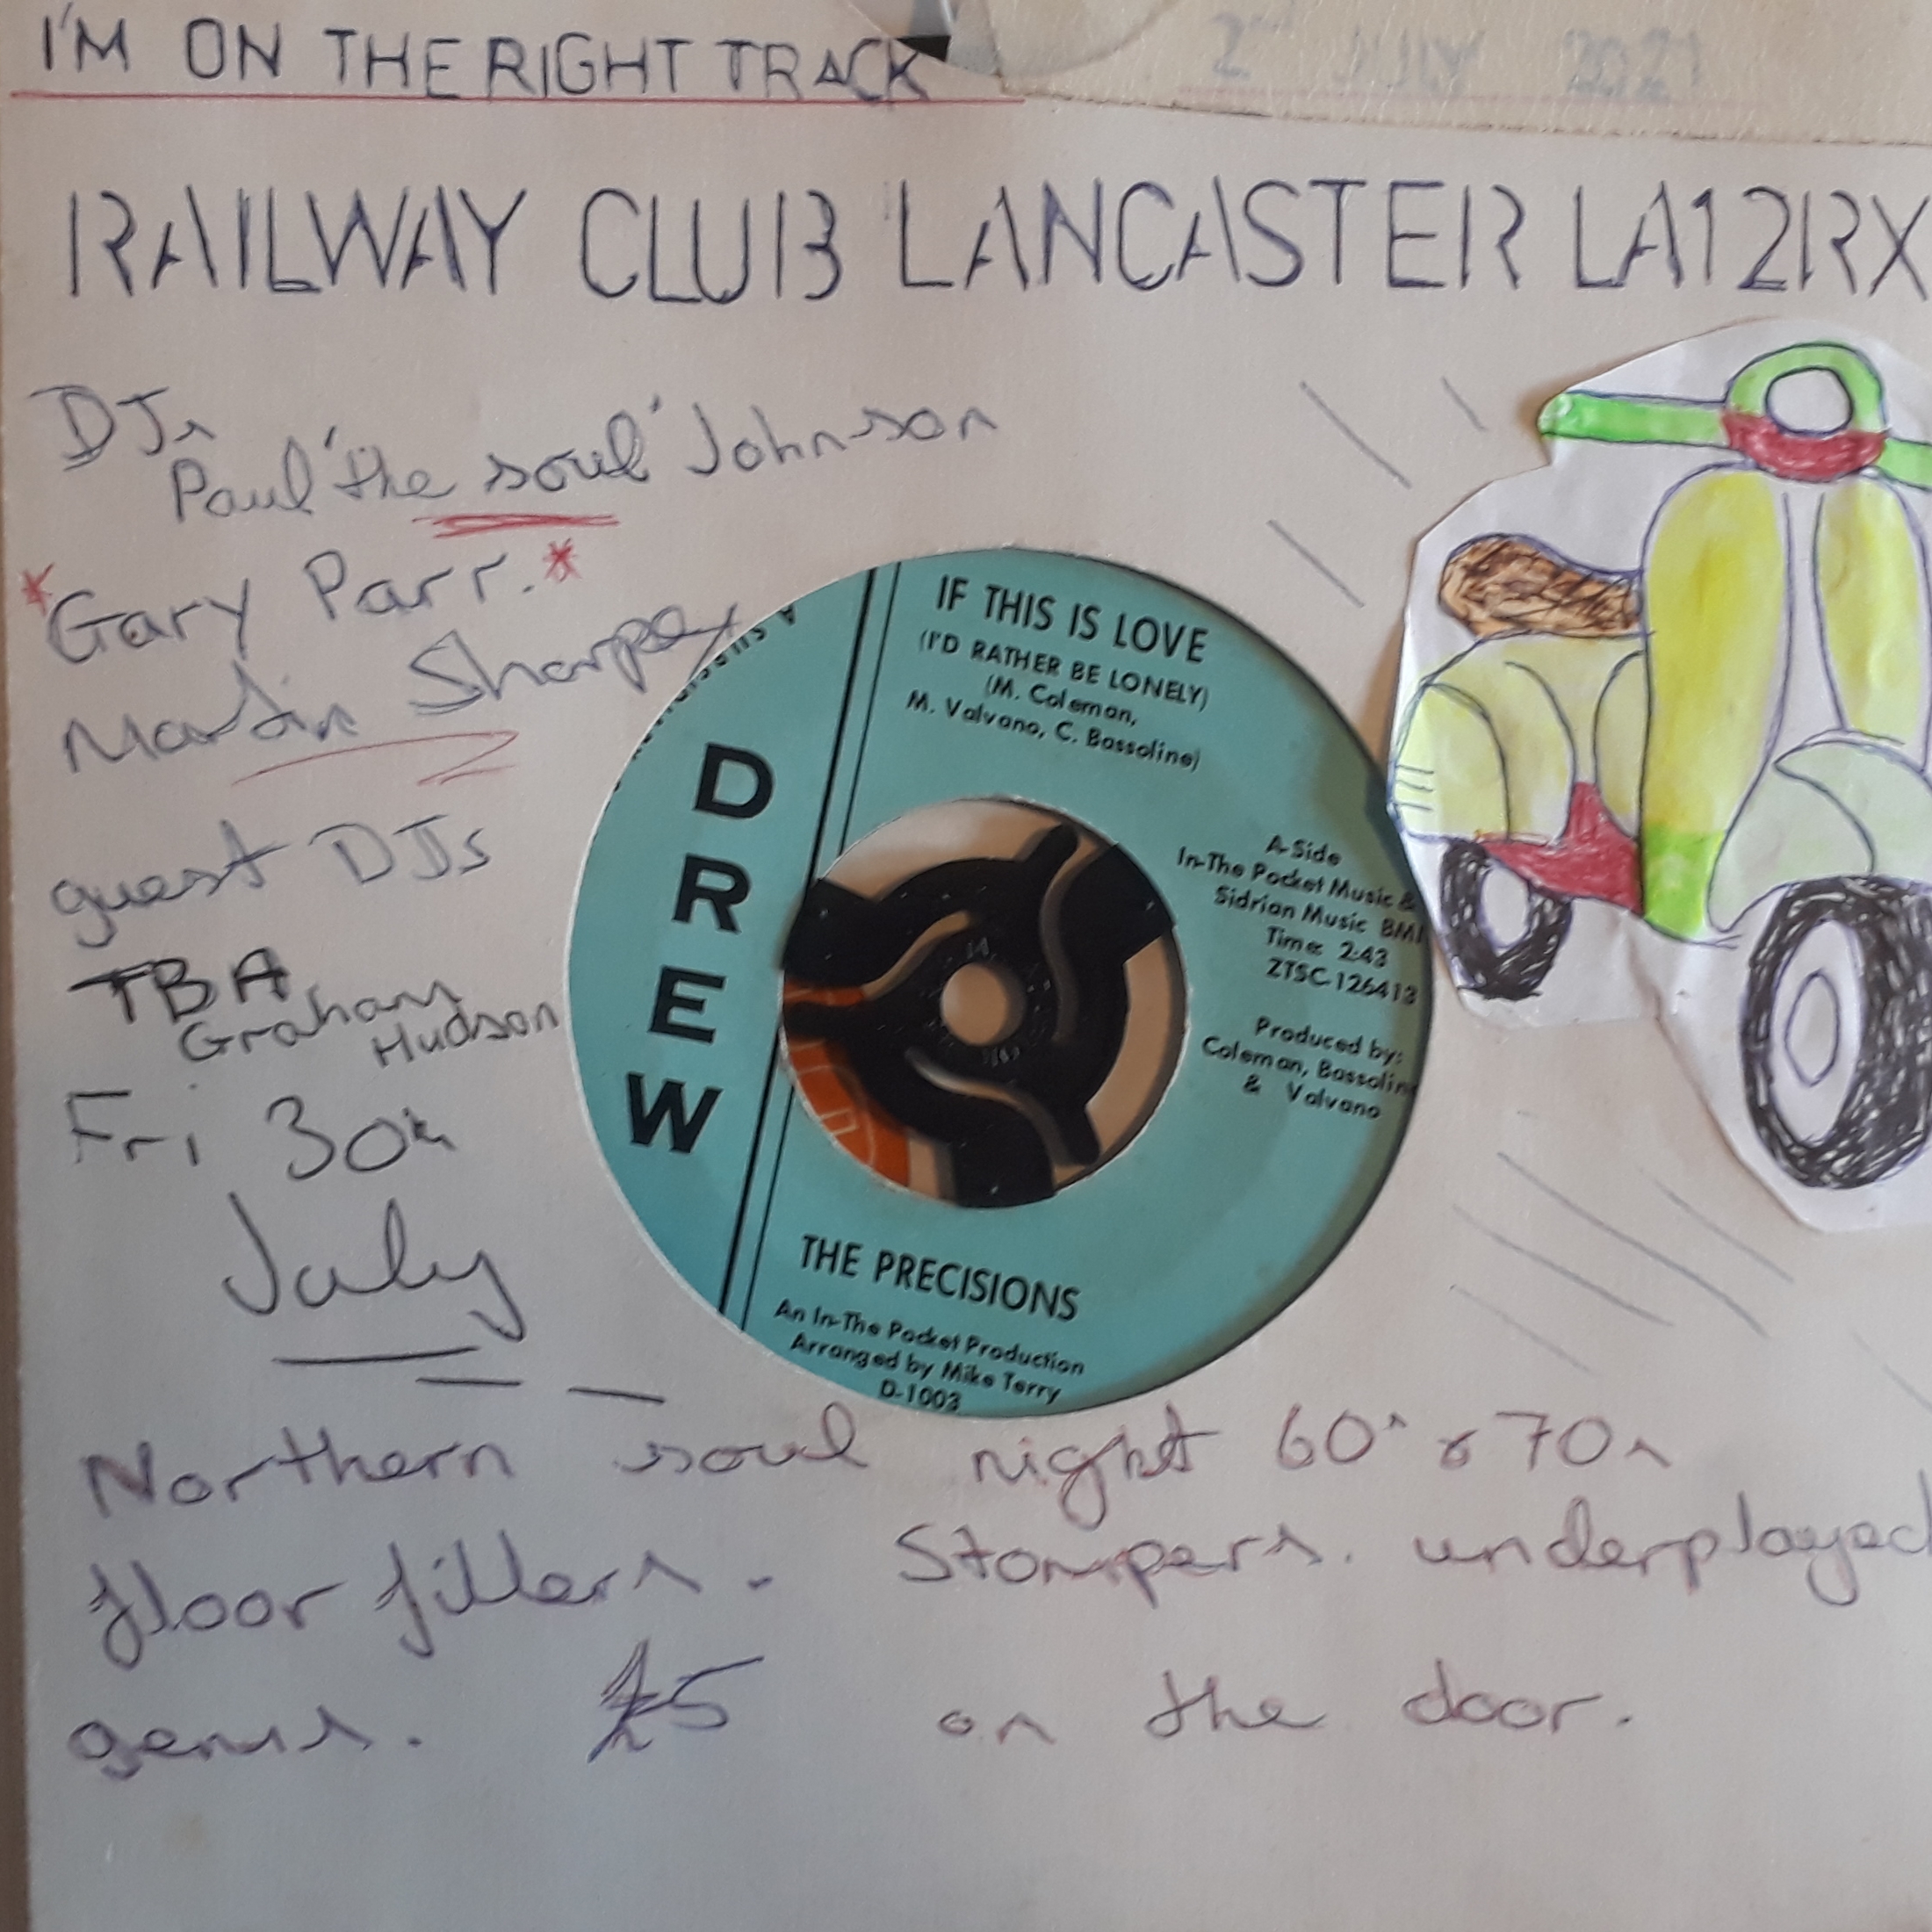 I'M ON THE RIGHT TRACK
2nd JULY 2021
RAILWAY CLUB LANCASTER LA12RX
DJs
Paul 'the soul' Johnson
*Gary Parr.*
Martin Sharpey
guest DJs
TBA
Graham
Hudson
Fri 30th
July
IF THIS IS LOVE
(I'D RATHER BE LONELY)
(M. Coleman,
M. Valvano, C. Bassoline)
DREW
A-Side
In-The Pocket Music &
Sidrian Music BMI
Time: 2:43
ZTSC-126413
Produced by:
Coleman, Bassolin
& Valvano
THE PRECISIONS
An In-The Pocket Production
Arranged by Mike Terry
D-1003
Northern soul night 60s & 70s
floor fillers. Stompers. underplayed
gems. £5 on the door.